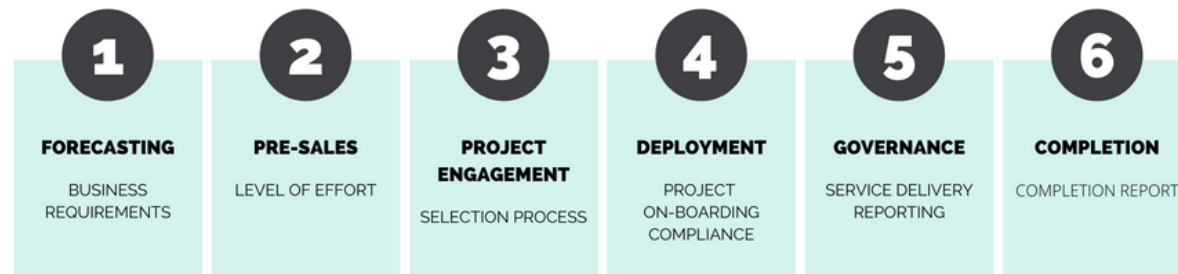 1
FORECASTING
BUSINESS
REQUIREMENTS
2
PRE-SALES
LEVEL OF EFFORT
3
PROJECT
ENGAGEMENT
SELECTION PROCESS
4
DEPLOYMENT
PROJECT
ON-BOARDING
COMPLIANCE
5
GOVERNANCE
SERVICE DELIVERY
REPORTING
6
COMPLETION
COMPLETION REPORT